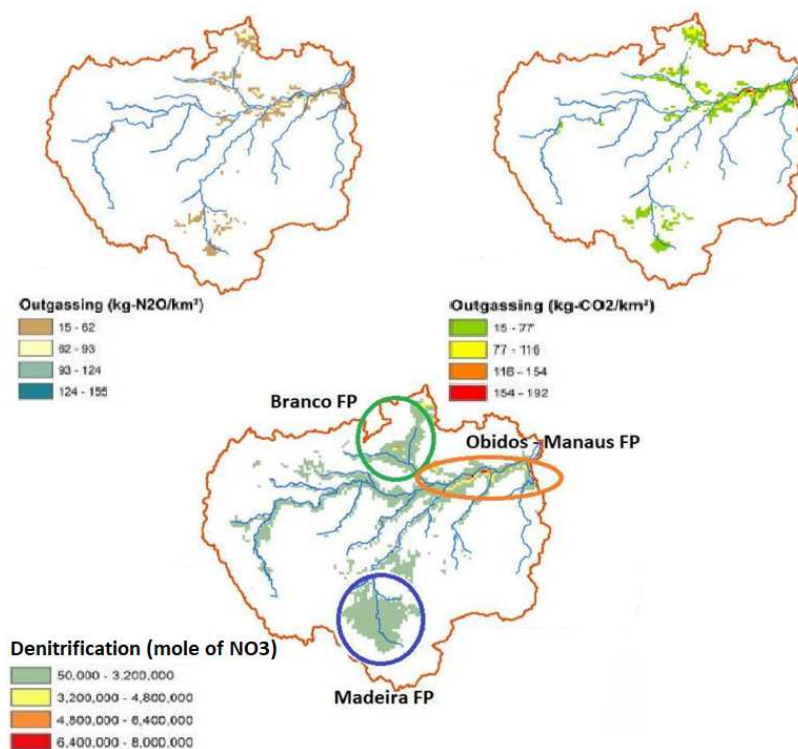 Outgassing (kg-N2O/km²)
15 - 62
62 - 93
93 - 124
124 - 155
Outgassing (kg-CO2/km²)
15 - 77
77 - 116
116 - 154
154 - 192
Branco FP
Obidos - Manaus FP
Madeira FP
Denitrification (mole of NO3)
50,000 - 3,200,000
3,200,000 - 4,800,000
4,800,000 - 6,400,000
6,400,000 - 8,000,000